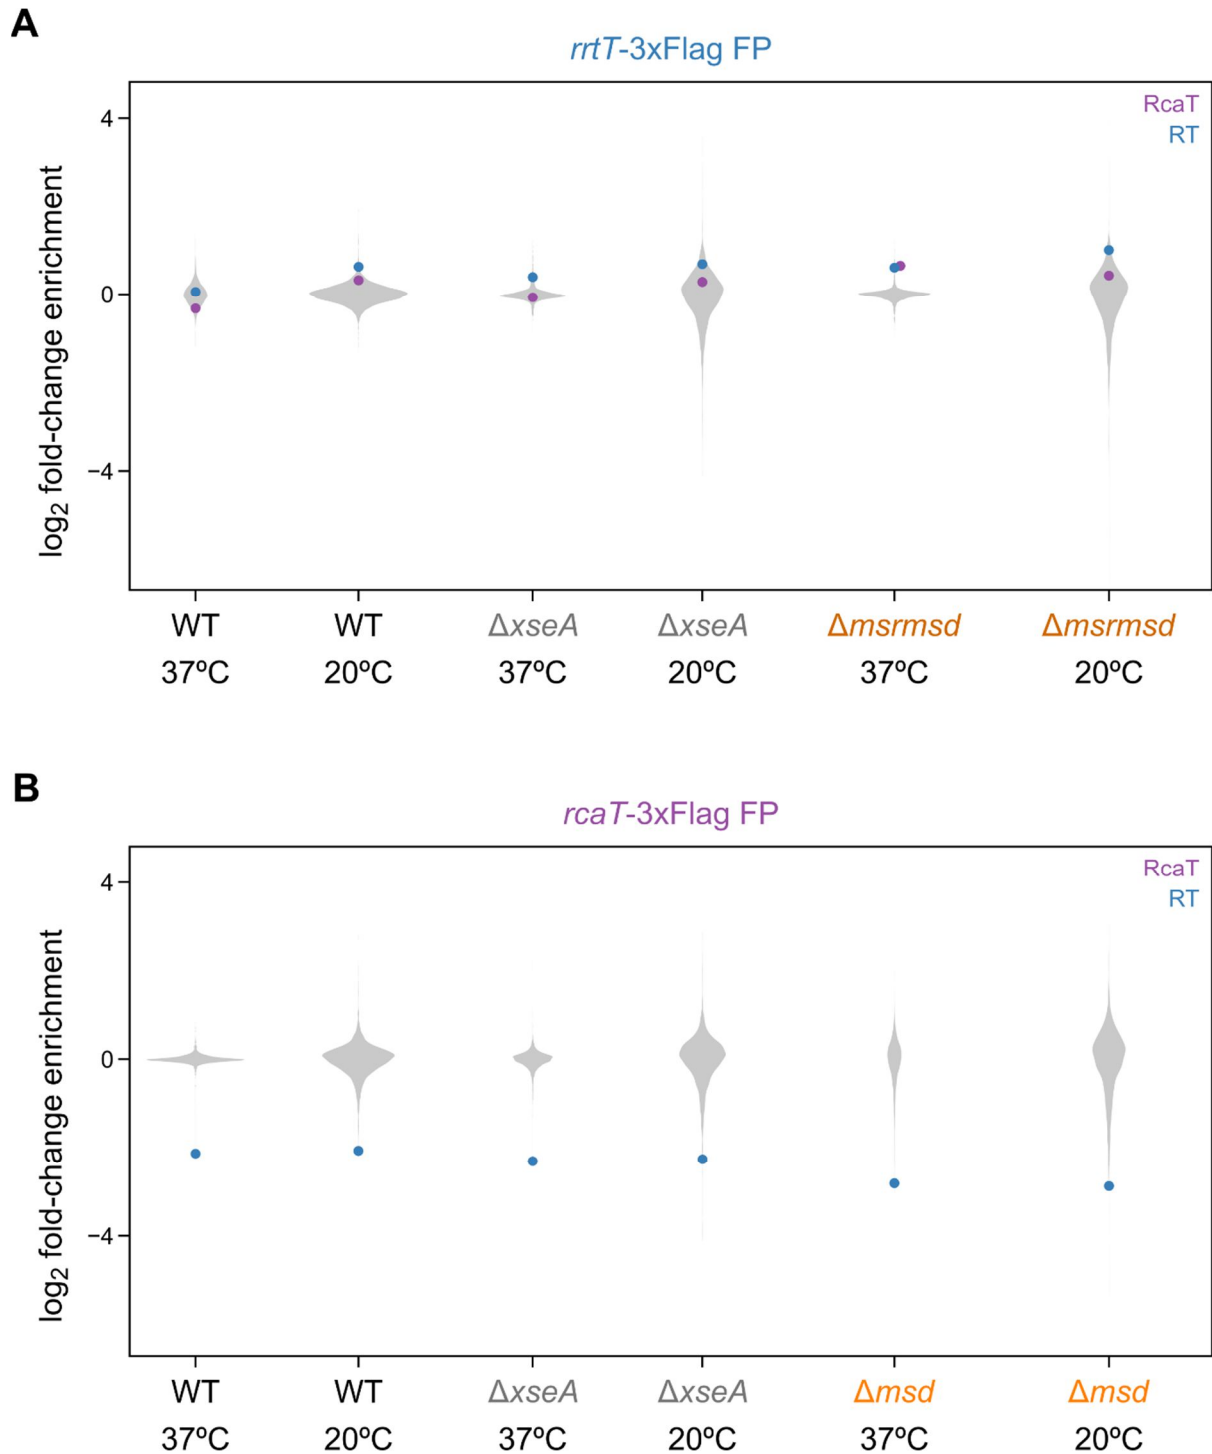 A
rrtT-3xFlag FP
RcaT
RT
4
0
−4
log2 fold-change enrichment
WT WT ΔxseA ΔxseA Δmsrmsd Δmsrmsd
37ºC 20ºC 37ºC 20ºC 37ºC 20ºC
B
rcaT-3xFlag FP
RcaT
RT
4
0
−4
log2 fold-change enrichment
WT WT ΔxseA ΔxseA Δmsd Δmsd
37ºC 20ºC 37ºC 20ºC 37ºC 20ºC